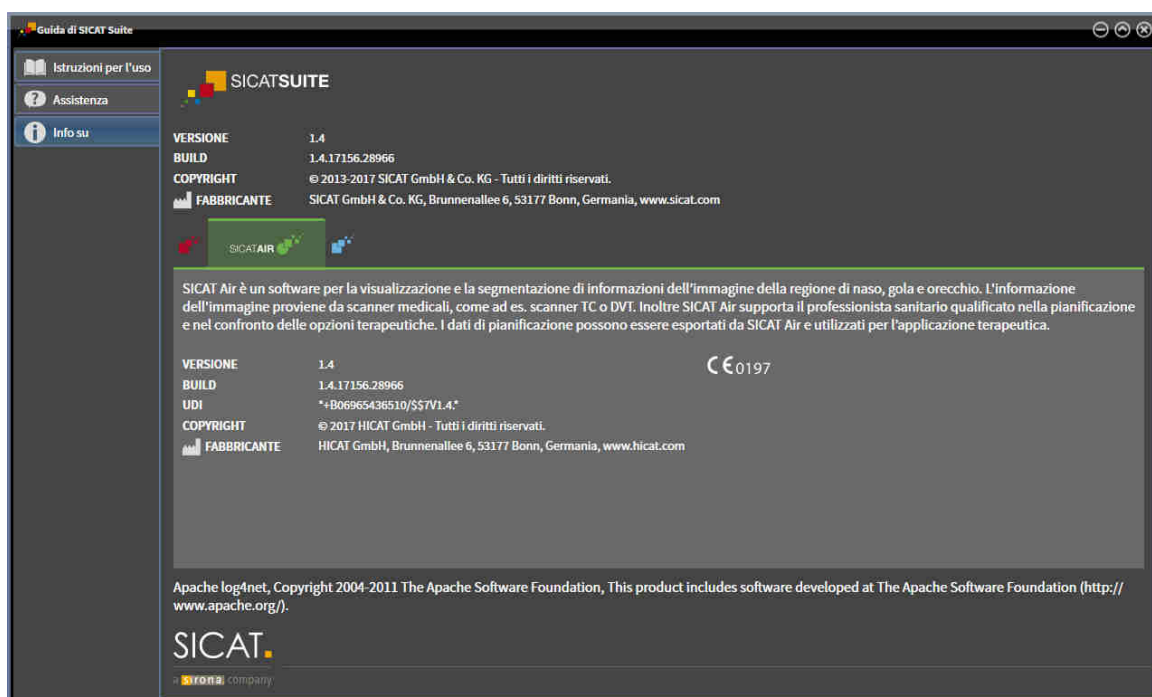 Guida di SICAT Suite
Istruzioni per l'uso
Assistenza
Info su
SICATSUITE
VERSIONE 1.4
BUILD 1.4.17156.28966
COPYRIGHT © 2013-2017 SICAT GmbH & Co. KG - Tutti i diritti riservati.
FABBRICANTE SICAT GmbH & Co. KG, Brunnenallee 6, 53177 Bonn, Germania, www.sicat.com
SICATAIR
SICAT Air è un software per la visualizzazione e la segmentazione di informazioni dell'immagine della regione di naso, gola e orecchio. L'informazione
dell'immagine proviene da scanner medicali, come ad es. scanner TC o DVT. Inoltre SICAT Air supporta il professionista sanitario qualificato nella pianificazione
e nel confronto delle opzioni terapeutiche. I dati di pianificazione possono essere esportati da SICAT Air e utilizzati per l'applicazione terapeutica.
VERSIONE 1.4
CE0197
BUILD 1.4.17156.28966
UDI *+B06965436510/$$7V1.4.*
COPYRIGHT © 2017 HICAT GmbH - Tutti i diritti riservati.
FABBRICANTE HICAT GmbH, Brunnenallee 6, 53177 Bonn, Germania, www.hicat.com
Apache log4net, Copyright 2004-2011 The Apache Software Foundation, This product includes software developed at The Apache Software Foundation (http://
www.apache.org/).
SICAT.
a sirona company